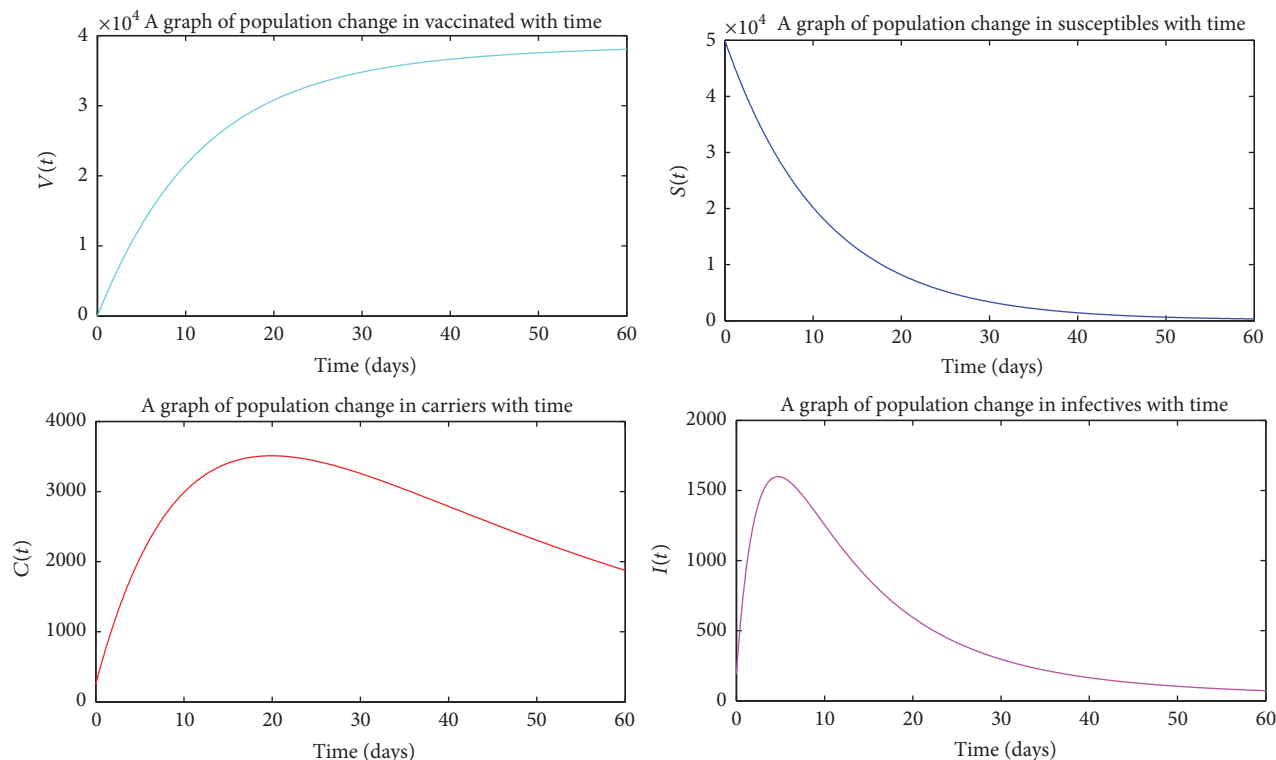 ×10⁴ A graph of population change in vaccinated with time
4
3
2
1
0
V(t)
0 10 20 30 40 50 60
Time (days)
×10⁴ A graph of population change in susceptibles with time
5
4
3
2
1
0
S(t)
0 10 20 30 40 50 60
Time (days)
A graph of population change in carriers with time
4000
3000
2000
1000
0
C(t)
0 10 20 30 40 50 60
Time (days)
A graph of population change in infectives with time
2000
1500
1000
500
0
I(t)
0 10 20 30 40 50 60
Time (days)